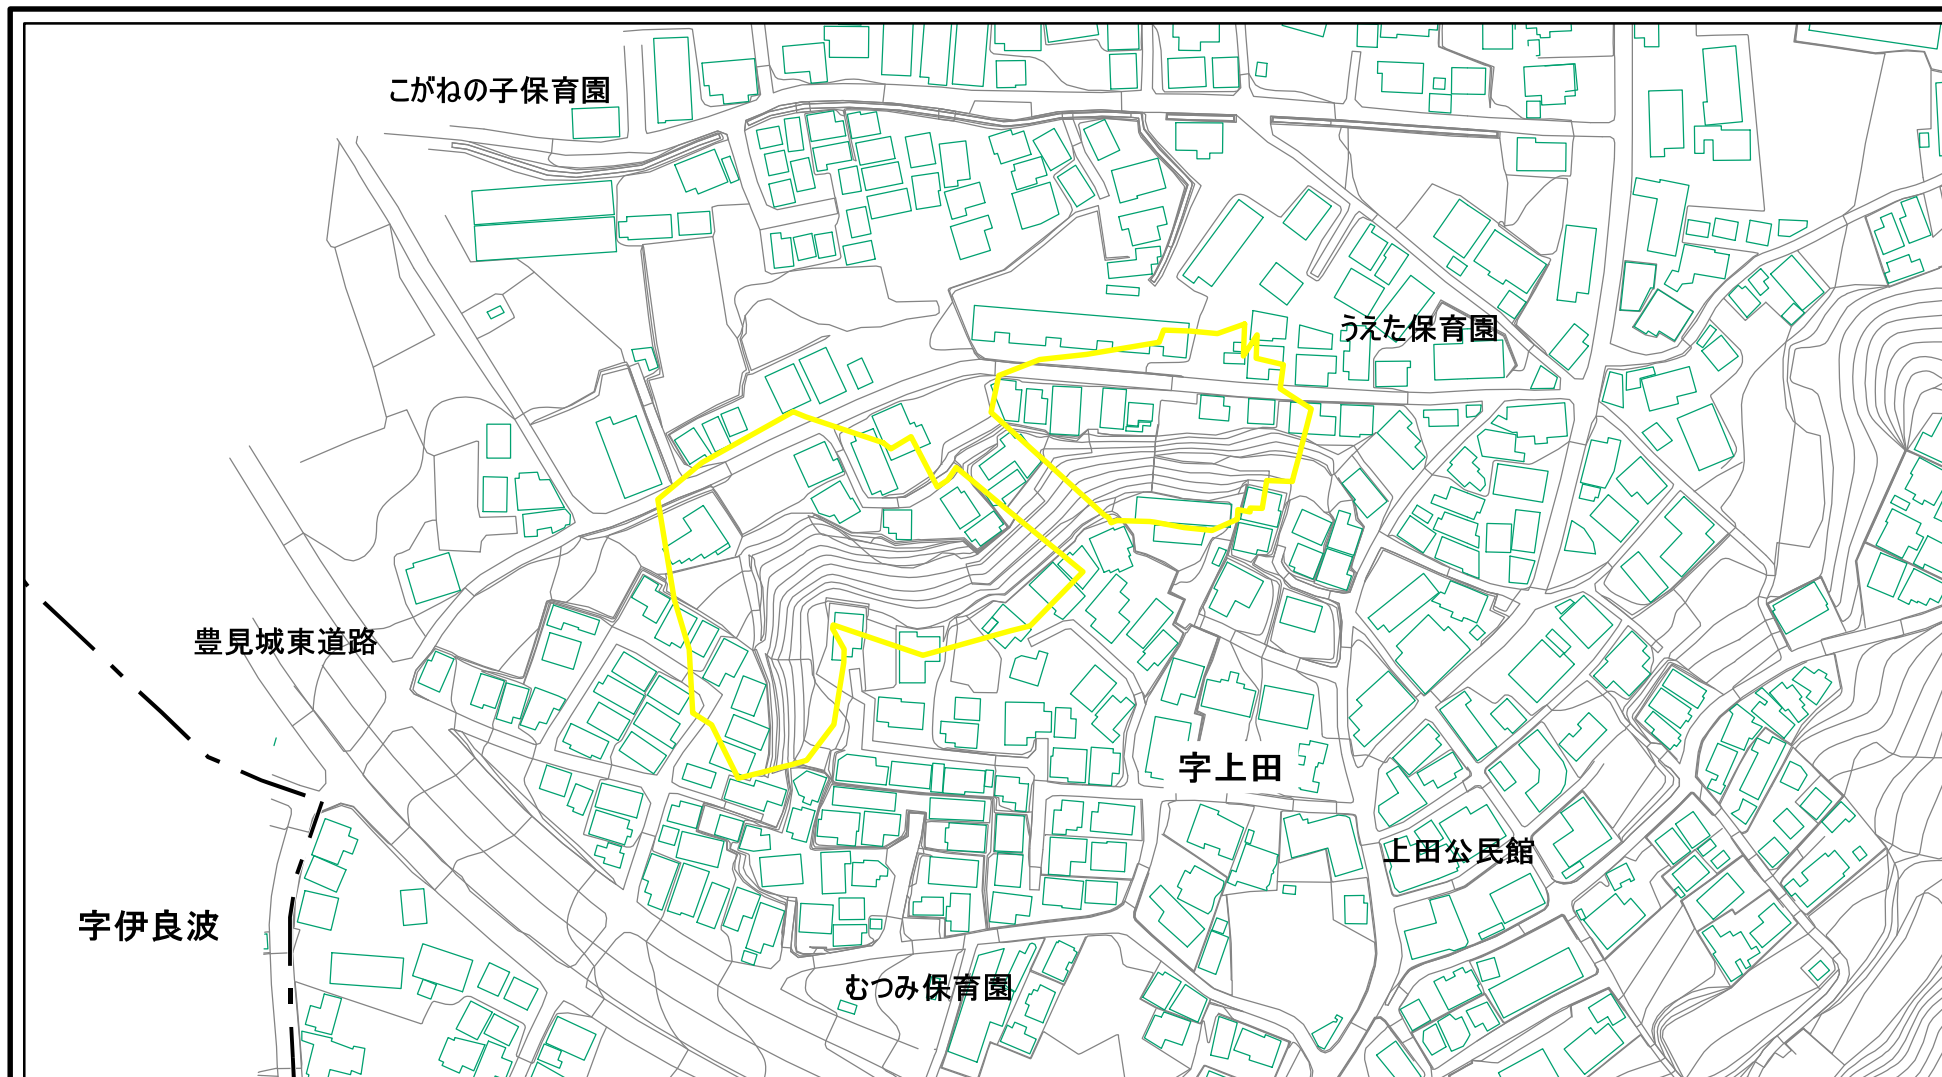 こがねの子保育園
うえた保育園
豊見城東道路
字上田
上田公民館
字伊良波
むつみ保育園